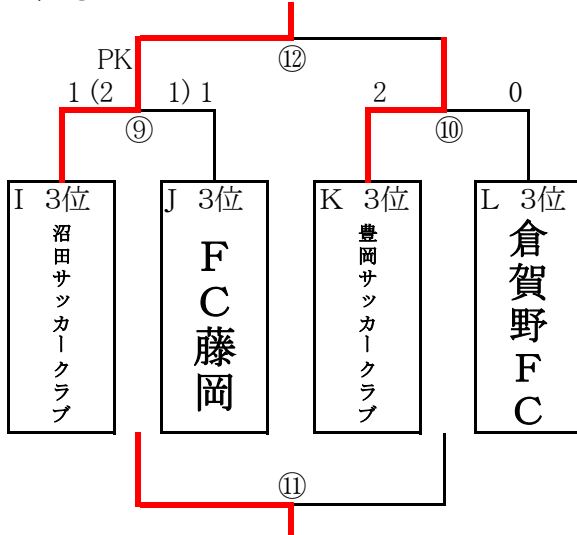 ⑫
PK
1 (2 1) 1 2 0
⑨ ⑩
I 3位 J 3位 K 3位 L 3位
沼田サッカークラブ
FC藤岡
豊岡サッカークラブ
倉賀野FC
⑪